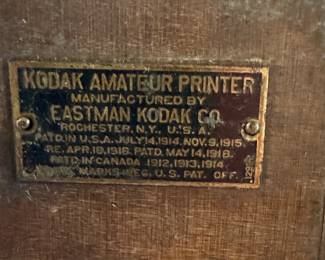 KODAK AMATEUR PRINTER
MANUFACTURED BY
EASTMAN KODAK CO.
ROCHESTER, N.Y., U.S.A.
PATD. IN U.S.A. JULY 14, 1914, NOV. 9, 1915.
RE. APR. 18, 1916. PATD. MAY 14, 1918.
PATD. IN CANADA 1912, 1913, 1914
MARKS REG. U.S. PAT. OFF.